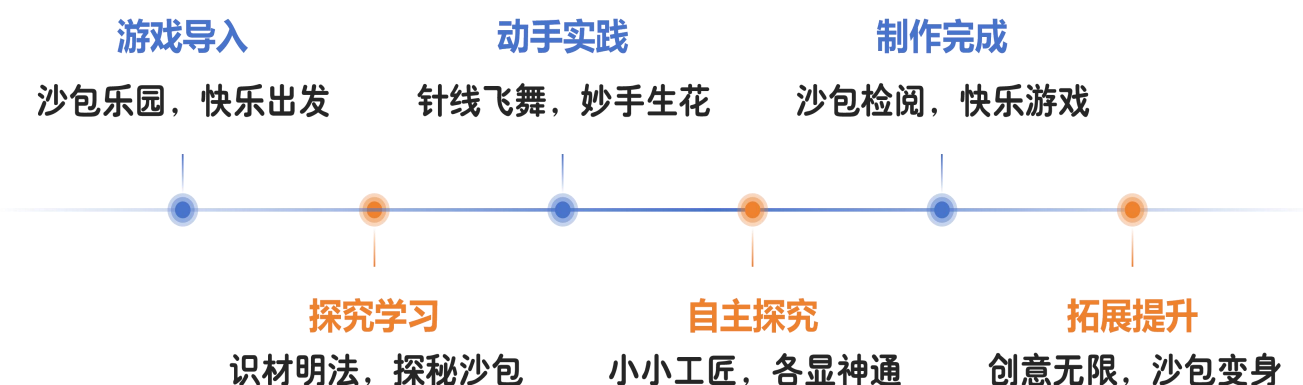 游戏导入
沙包乐园，快乐出发
探究学习
识材明法，探秘沙包
动手实践
针线飞舞，妙手生花
自主探究
小小工匠，各显神通
制作完成
沙包检阅，快乐游戏
拓展提升
创意无限，沙包变身